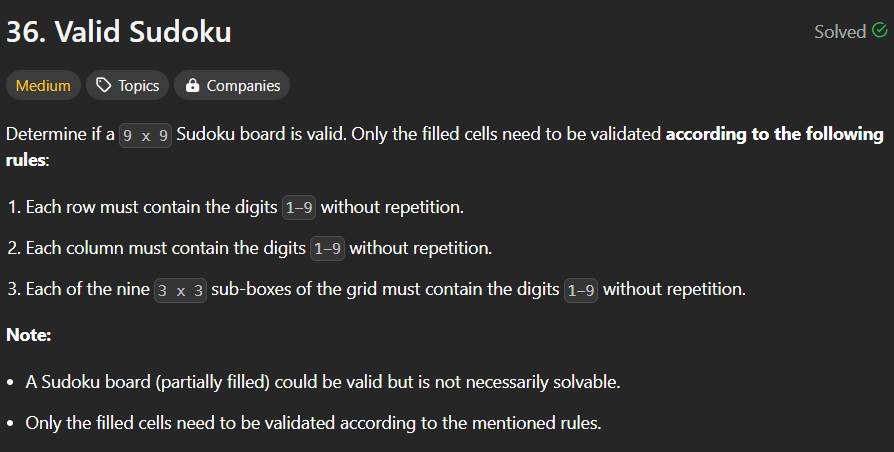 36. Valid Sudoku
Solved
Medium
Topics
Companies
Determine if a 9 x 9 Sudoku board is valid. Only the filled cells need to be validated according to the following
rules:
1. Each row must contain the digits 1-9 without repetition.
2. Each column must contain the digits 1-9 without repetition.
3. Each of the nine 3 x 3 sub-boxes of the grid must contain the digits 1-9 without repetition.
Note:
• A Sudoku board (partially filled) could be valid but is not necessarily solvable.
• Only the filled cells need to be validated according to the mentioned rules.